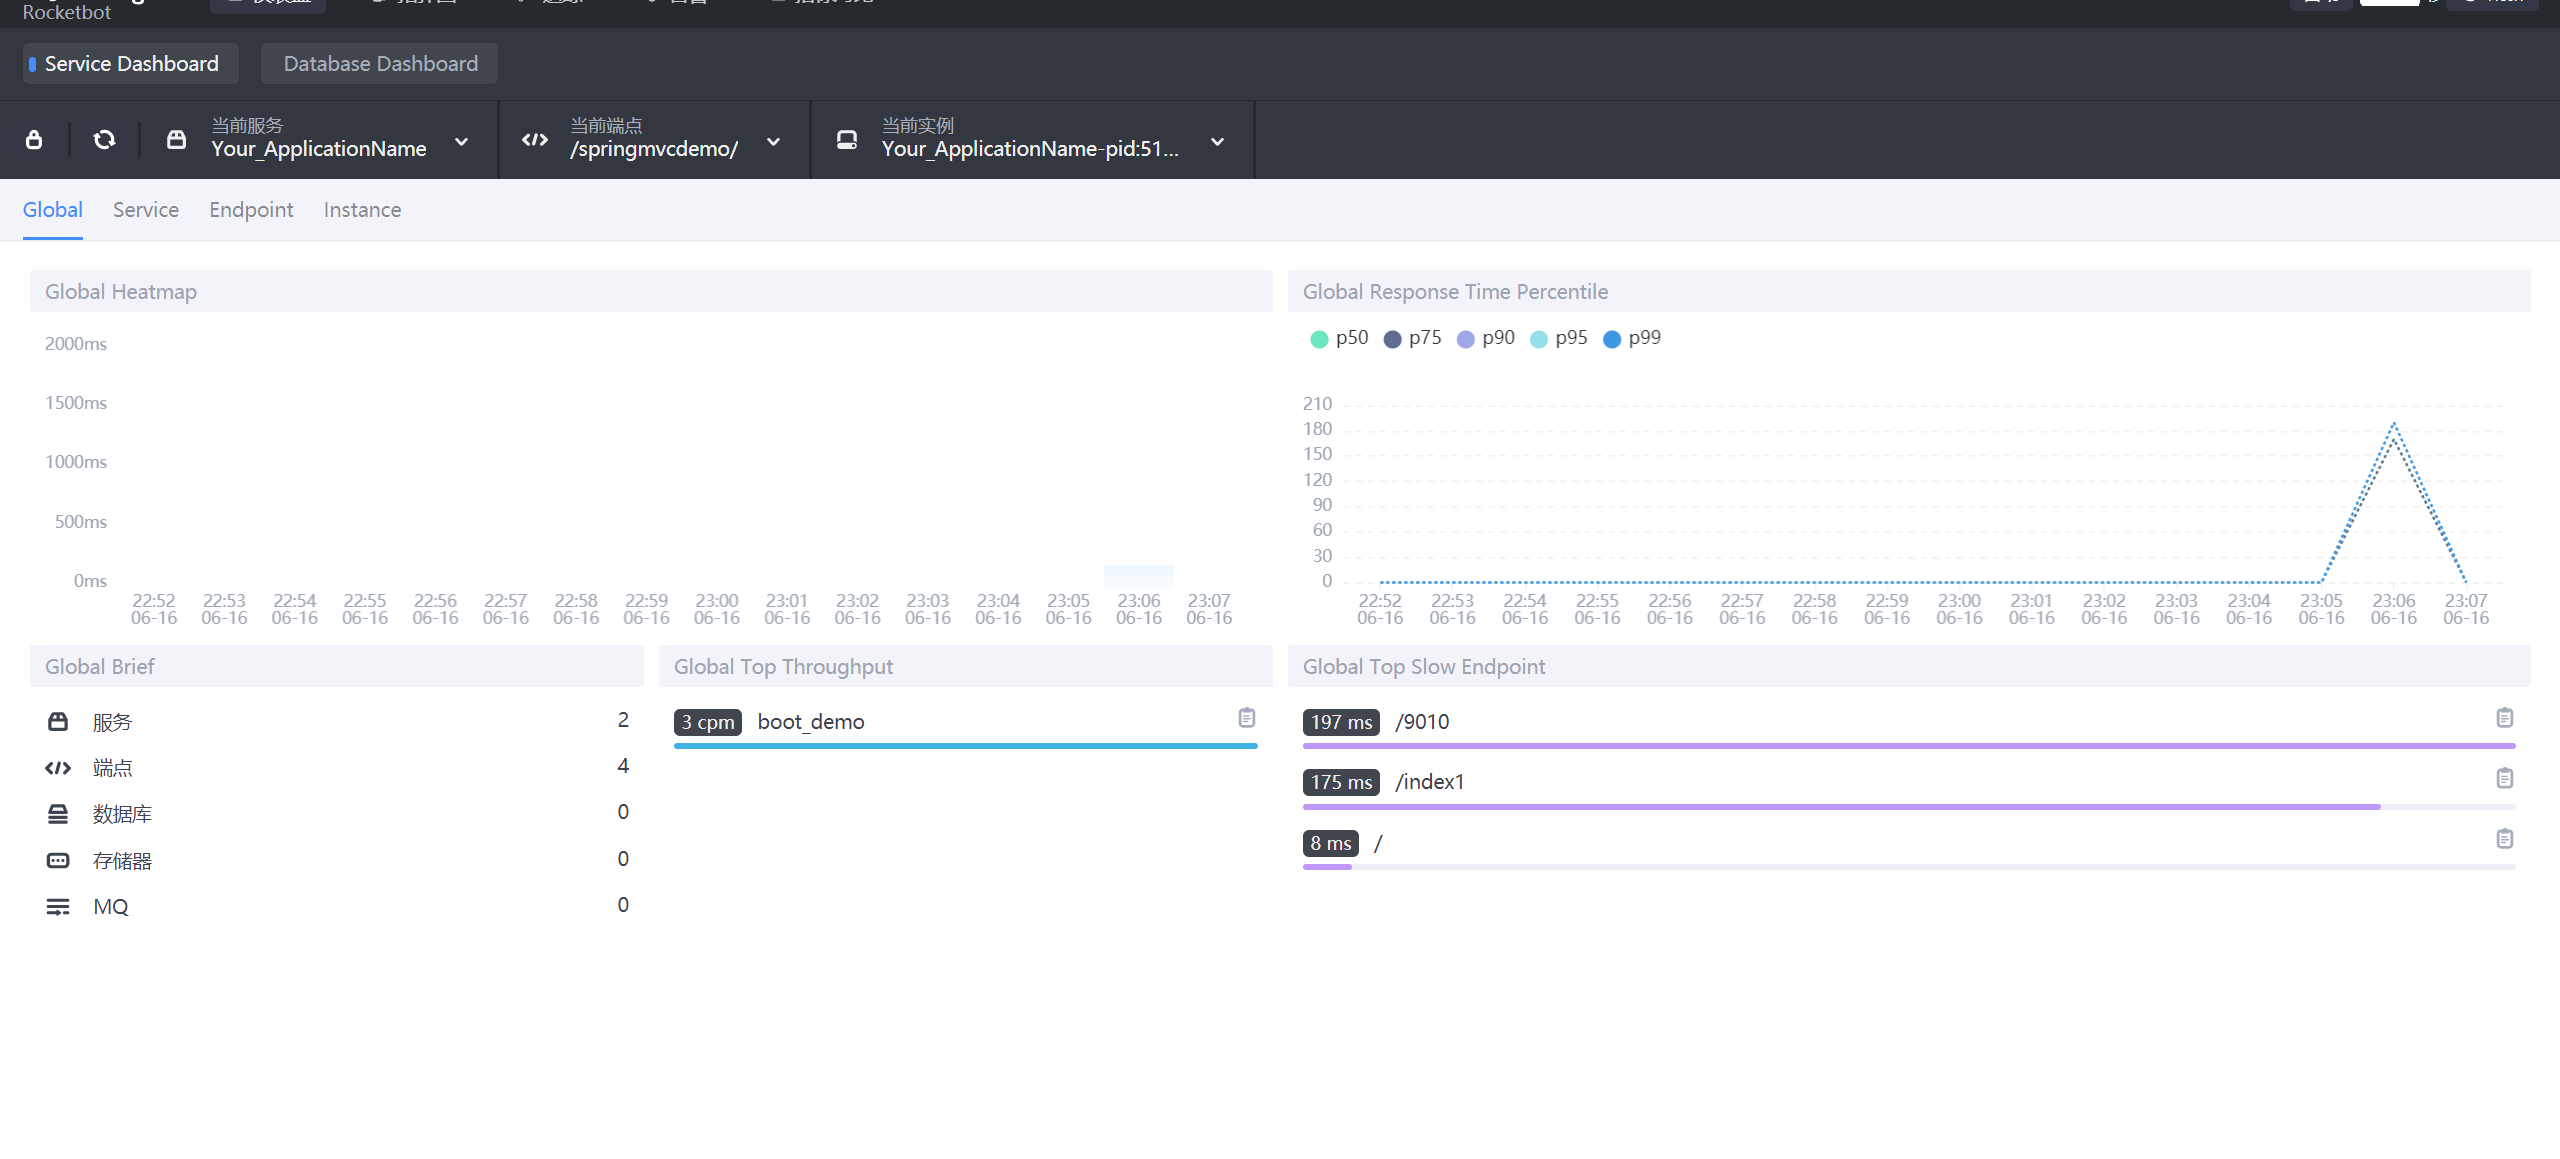 Rocketbot
Service Dashboard
Database Dashboard
当前服务
Your_ApplicationName
当前端点
/springmvcdemo/
当前实例
Your_ApplicationName-pid:51...
Global
Service
Endpoint
Instance
Global Heatmap
2000ms
1500ms
1000ms
500ms
0ms
22:52 22:53 22:54 22:55 22:56 22:57 22:58 22:59 23:00 23:01 23:02 23:03 23:04 23:05 23:06 23:07
06-16 06-16 06-16 06-16 06-16 06-16 06-16 06-16 06-16 06-16 06-16 06-16 06-16 06-16 06-16 06-16
Global Response Time Percentile
p50 p75 p90 p95 p99
210
180
150
120
90
60
30
0
22:52 22:53 22:54 22:55 22:56 22:57 22:58 22:59 23:00 23:01 23:02 23:03 23:04 23:05 23:06 23:07
06-16 06-16 06-16 06-16 06-16 06-16 06-16 06-16 06-16 06-16 06-16 06-16 06-16 06-16 06-16 06-16
Global Brief
服务 2
端点 4
数据库 0
存储器 0
MQ 0
Global Top Throughput
3 cpm boot_demo
Global Top Slow Endpoint
197 ms /9010
175 ms /index1
8 ms /